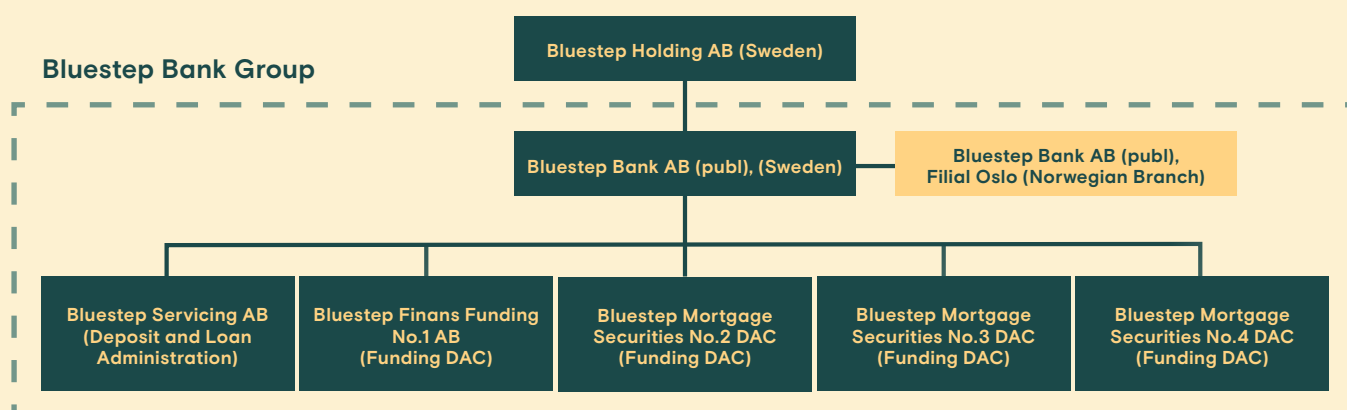 Bluestep Holding AB (Sweden)
Bluestep Bank Group
Bluestep Bank AB (publ), (Sweden)
Bluestep Bank AB (publ),
Filial Oslo (Norwegian Branch)
Bluestep Servicing AB
(Deposit and Loan
Administration)
Bluestep Finans Funding
No.1 AB
(Funding DAC)
Bluestep Mortgage
Securities No.2 DAC
(Funding DAC)
Bluestep Mortgage
Securities No.3 DAC
(Funding DAC)
Bluestep Mortgage
Securities No.4 DAC
(Funding DAC)